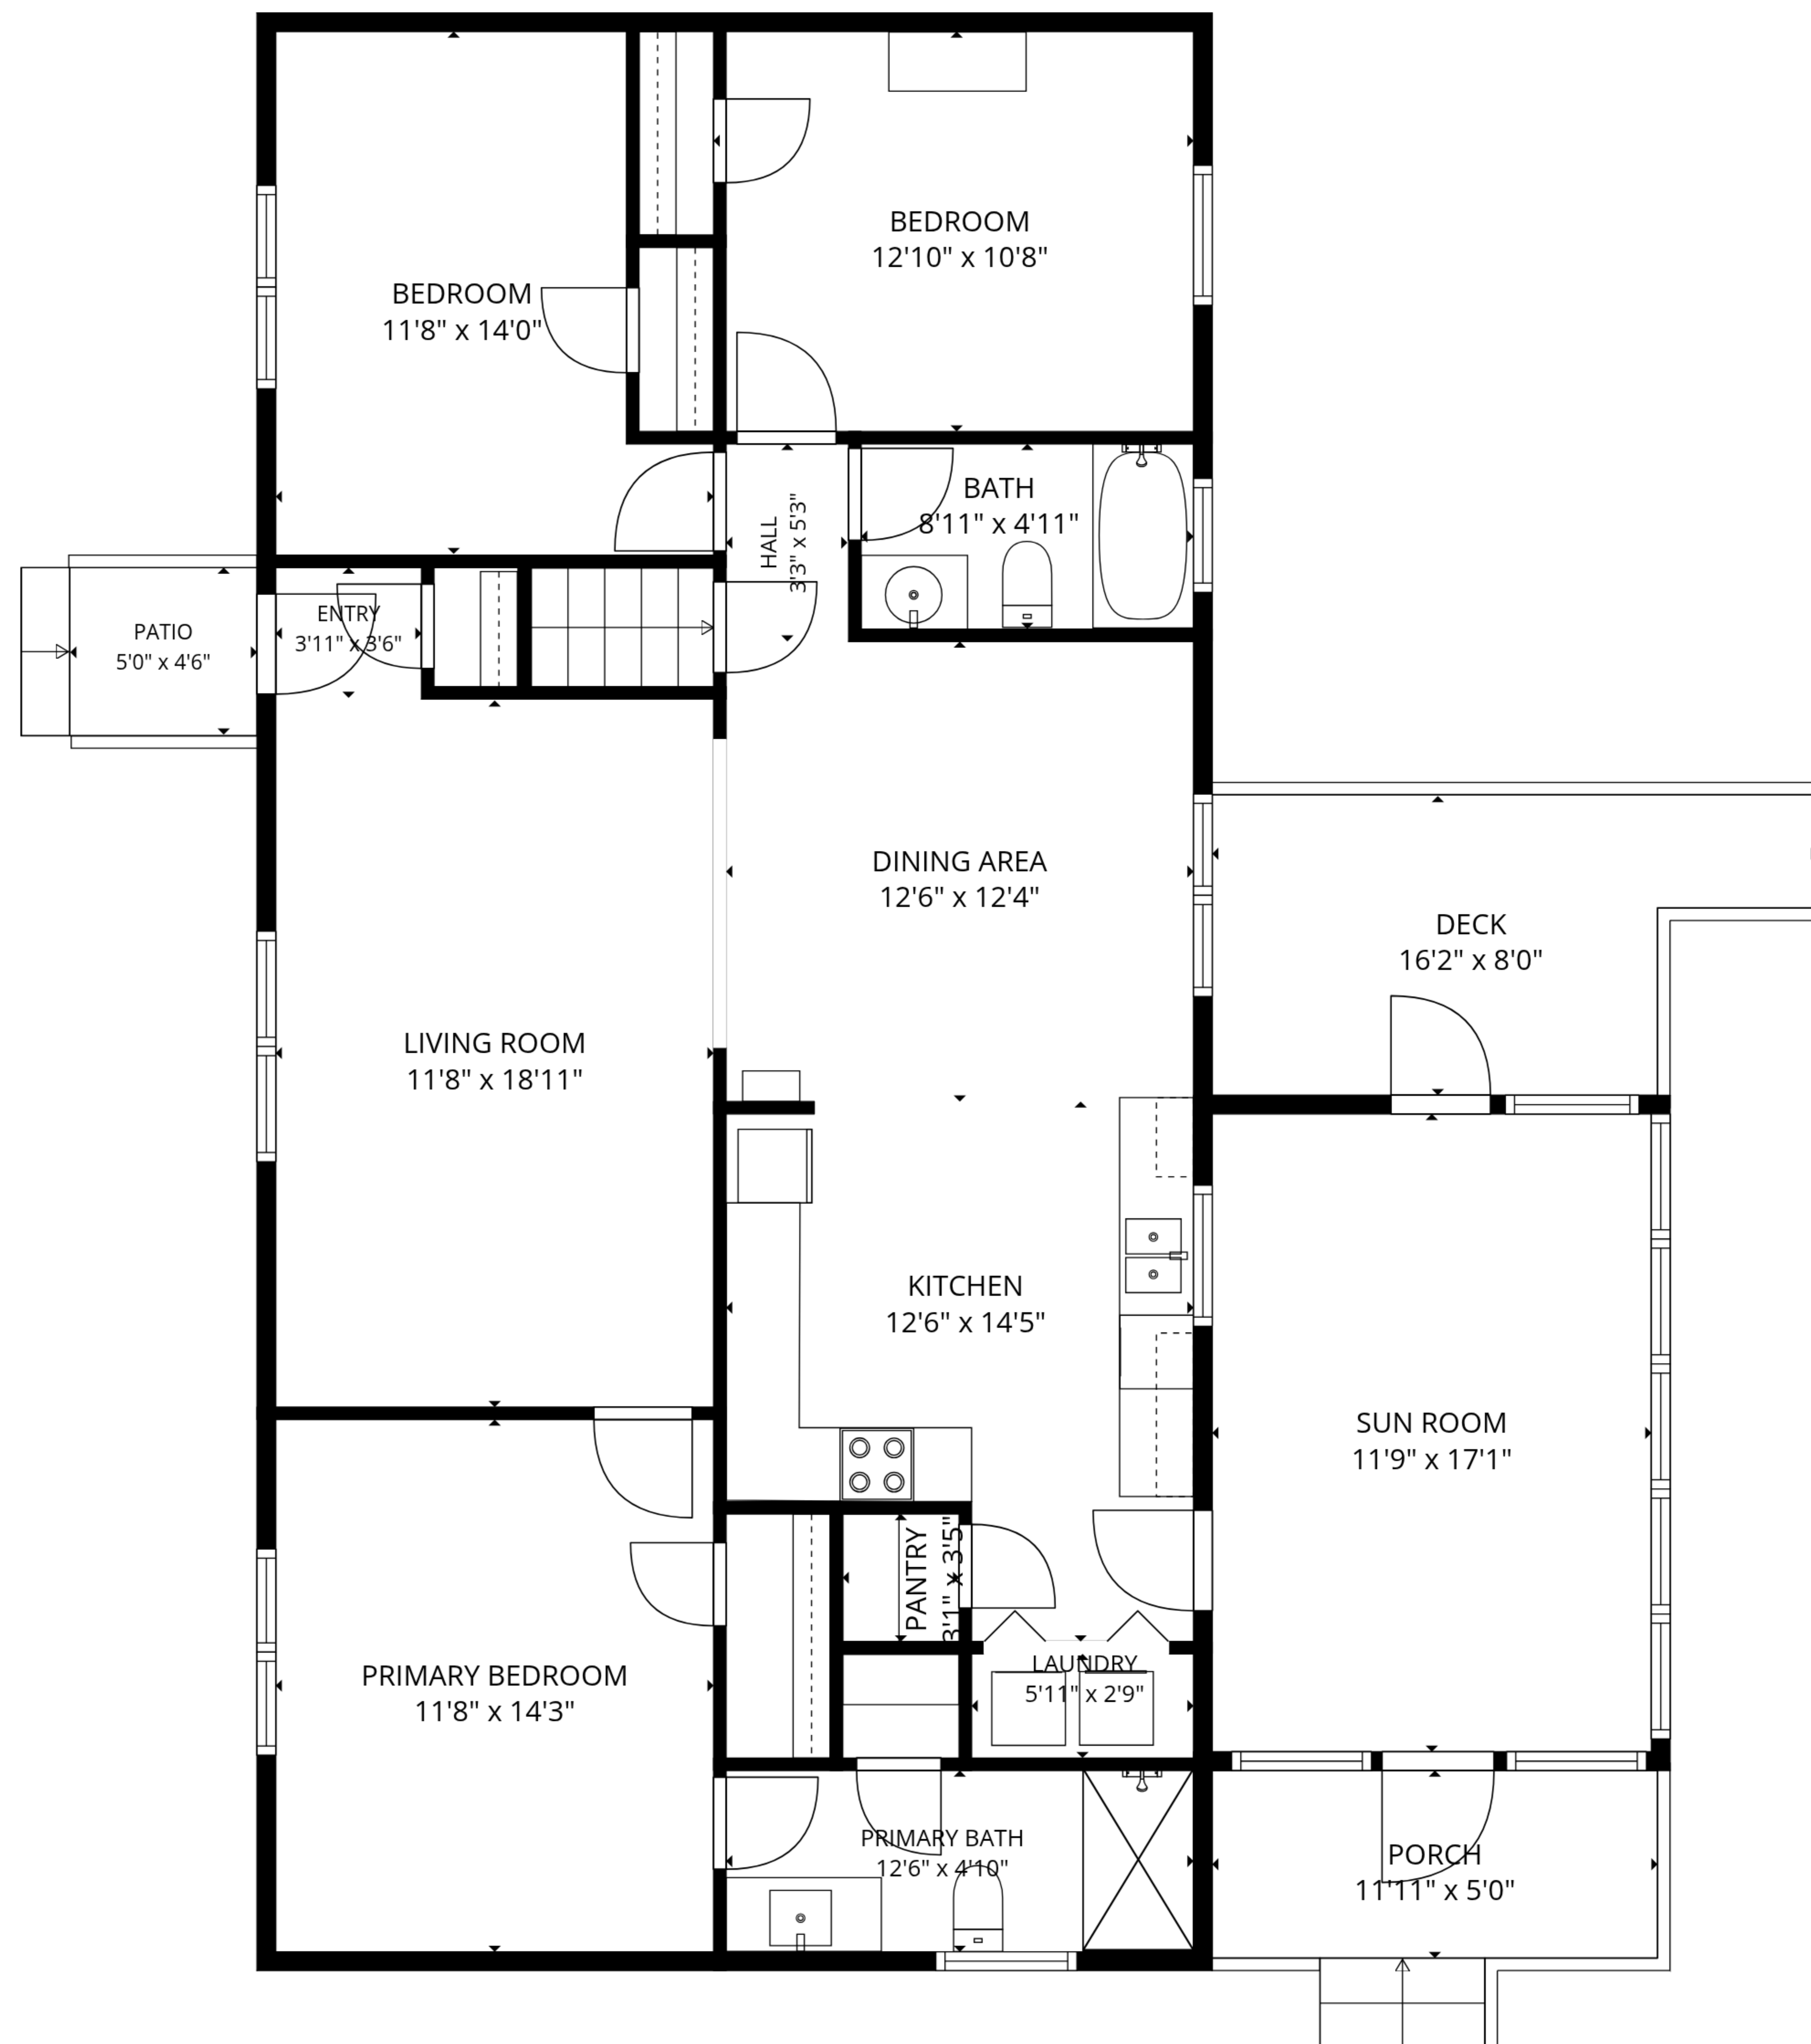 BEDROOM
12'10" x 10'8"
BEDROOM
11'8" x 14'0"
BATH
8'11" x 4'11"
HALL
3'3" x 5'3"
ENTRY
3'11" x 3'6"
PATIO
5'0" x 4'6"
DINING AREA
12'6" x 12'4"
DECK
16'2" x 8'0"
LIVING ROOM
11'8" x 18'11"
KITCHEN
12'6" x 14'5"
SUN ROOM
11'9" x 17'1"
PANTRY
3'1" x 3'5"
LAUNDRY
5'11" x 2'9"
PRIMARY BEDROOM
11'8" x 14'3"
PRIMARY BATH
12'6" x 4'10"
PORCH
11'11" x 5'0"